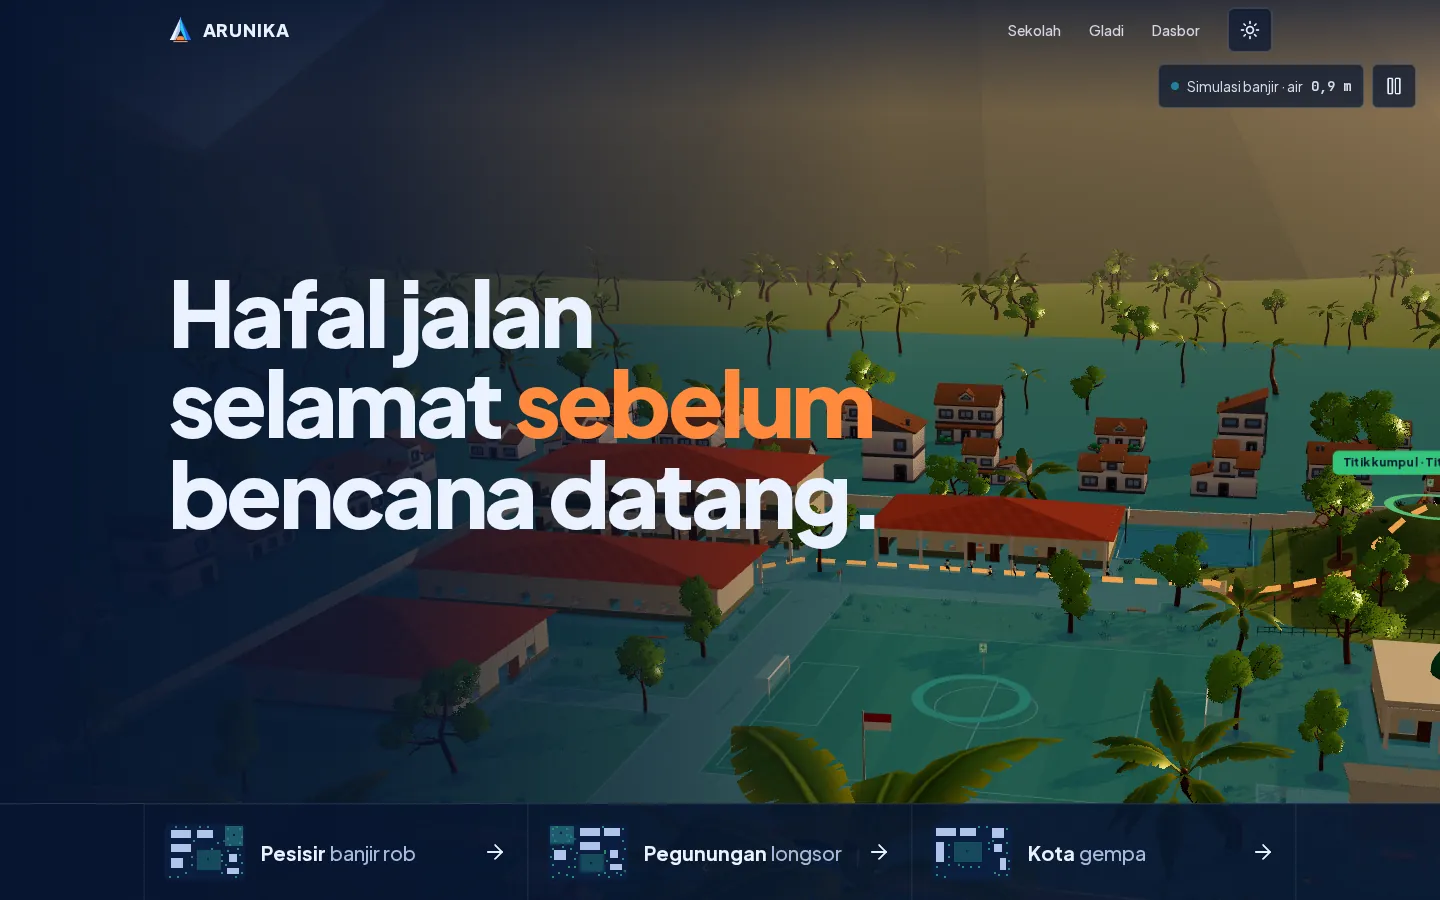 ARUNIKA
Sekolah
Gladi
Dasbor
Simulasi banjir · air 0,9 m
Hafal jalan
selamat sebelum
bencana datang.
Titik kumpul · Tit
Pesisir banjir rob
Pegunungan longsor
Kota gempa